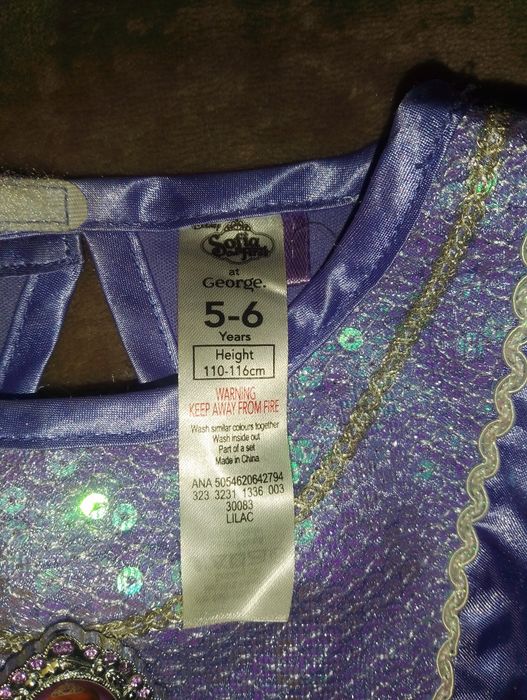 Disney
Sofia
the First
at
George.
5-6
Years
Height
110-116cm
WARNING
KEEP AWAY FROM FIRE
Wash similar colours together
Wash inside out
Part of a set
Made in China
ANA 5054620642794
323 3231 1336 003
30083
LILAC